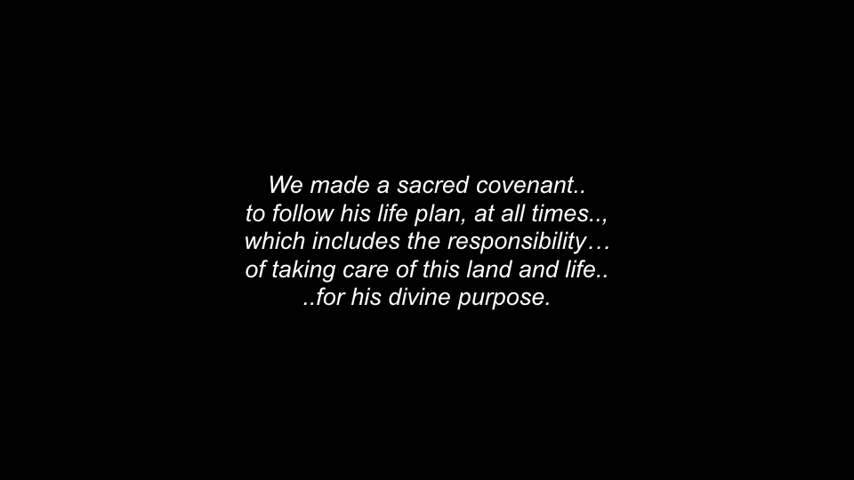 We made a sacred covenant..
to follow his life plan, at all times..,
which includes the responsibility…
of taking care of this land and life..
..for his divine purpose.